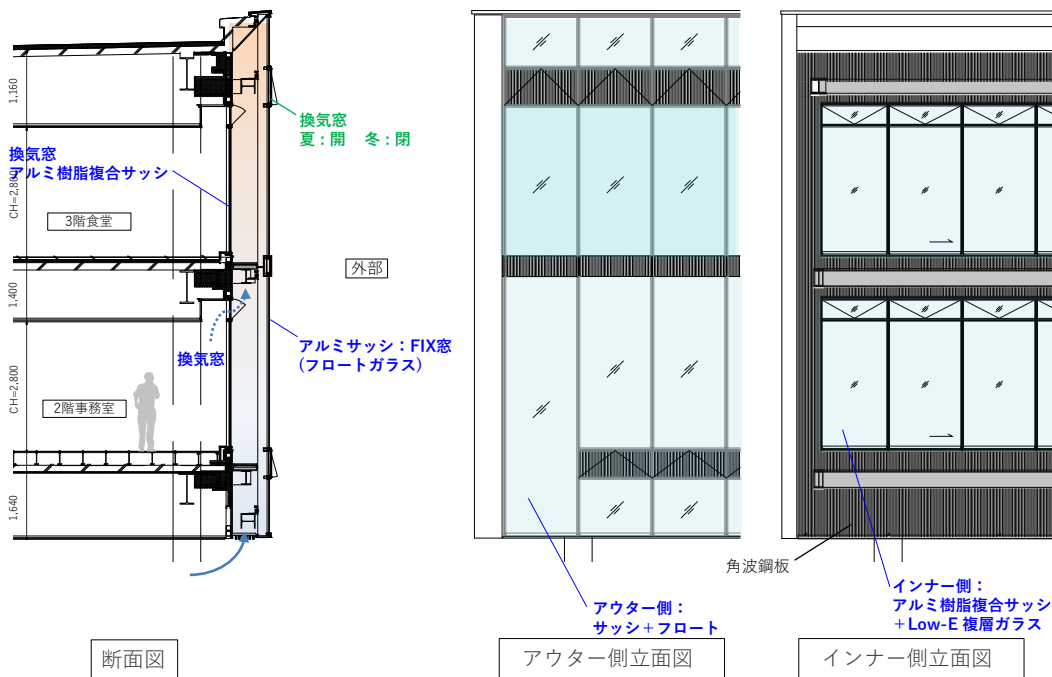 1,160
換気窓
夏：開　冬：閉
換気窓
アルミ樹脂複合サッシ
CH=2,800
3階食堂
外部
1,400
換気窓
アルミサッシ：FIX窓
(フロートガラス)
CH=2,800
2階事務室
1,640
角波鋼板
アウター側：
サッシ＋フロート
インナー側：
アルミ樹脂複合サッシ
＋Low-E 複層ガラス
断面図
アウター側立面図
インナー側立面図